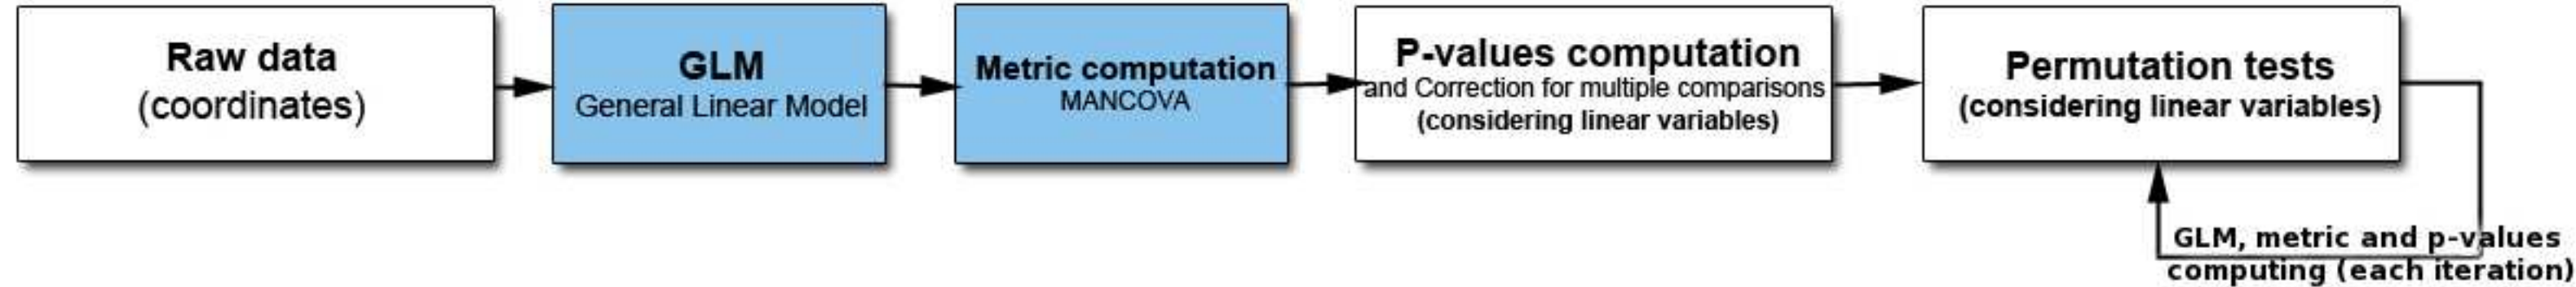 Raw data
(coordinates)
GLM
General Linear Model
Metric computation
MANCOVA
P-values computation
and Correction for multiple comparisons
(considering linear variables)
Permutation tests
(considering linear variables)
GLM, metric and p-values
computing (each iteration)